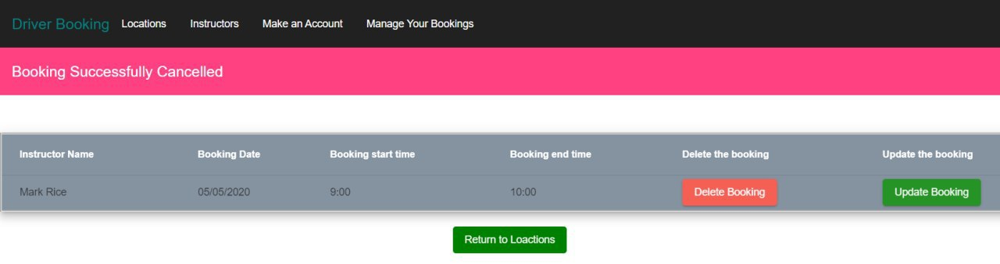 Driver Booking Locations Instructors Make an Account Manage Your Bookings
Booking Successfully Cancelled
Instructor Name Booking Date Booking start time Booking end time Delete the booking Update the booking
Mark Rice 05/05/2020 9:00 10:00 Delete Booking Update Booking
Return to Loactions